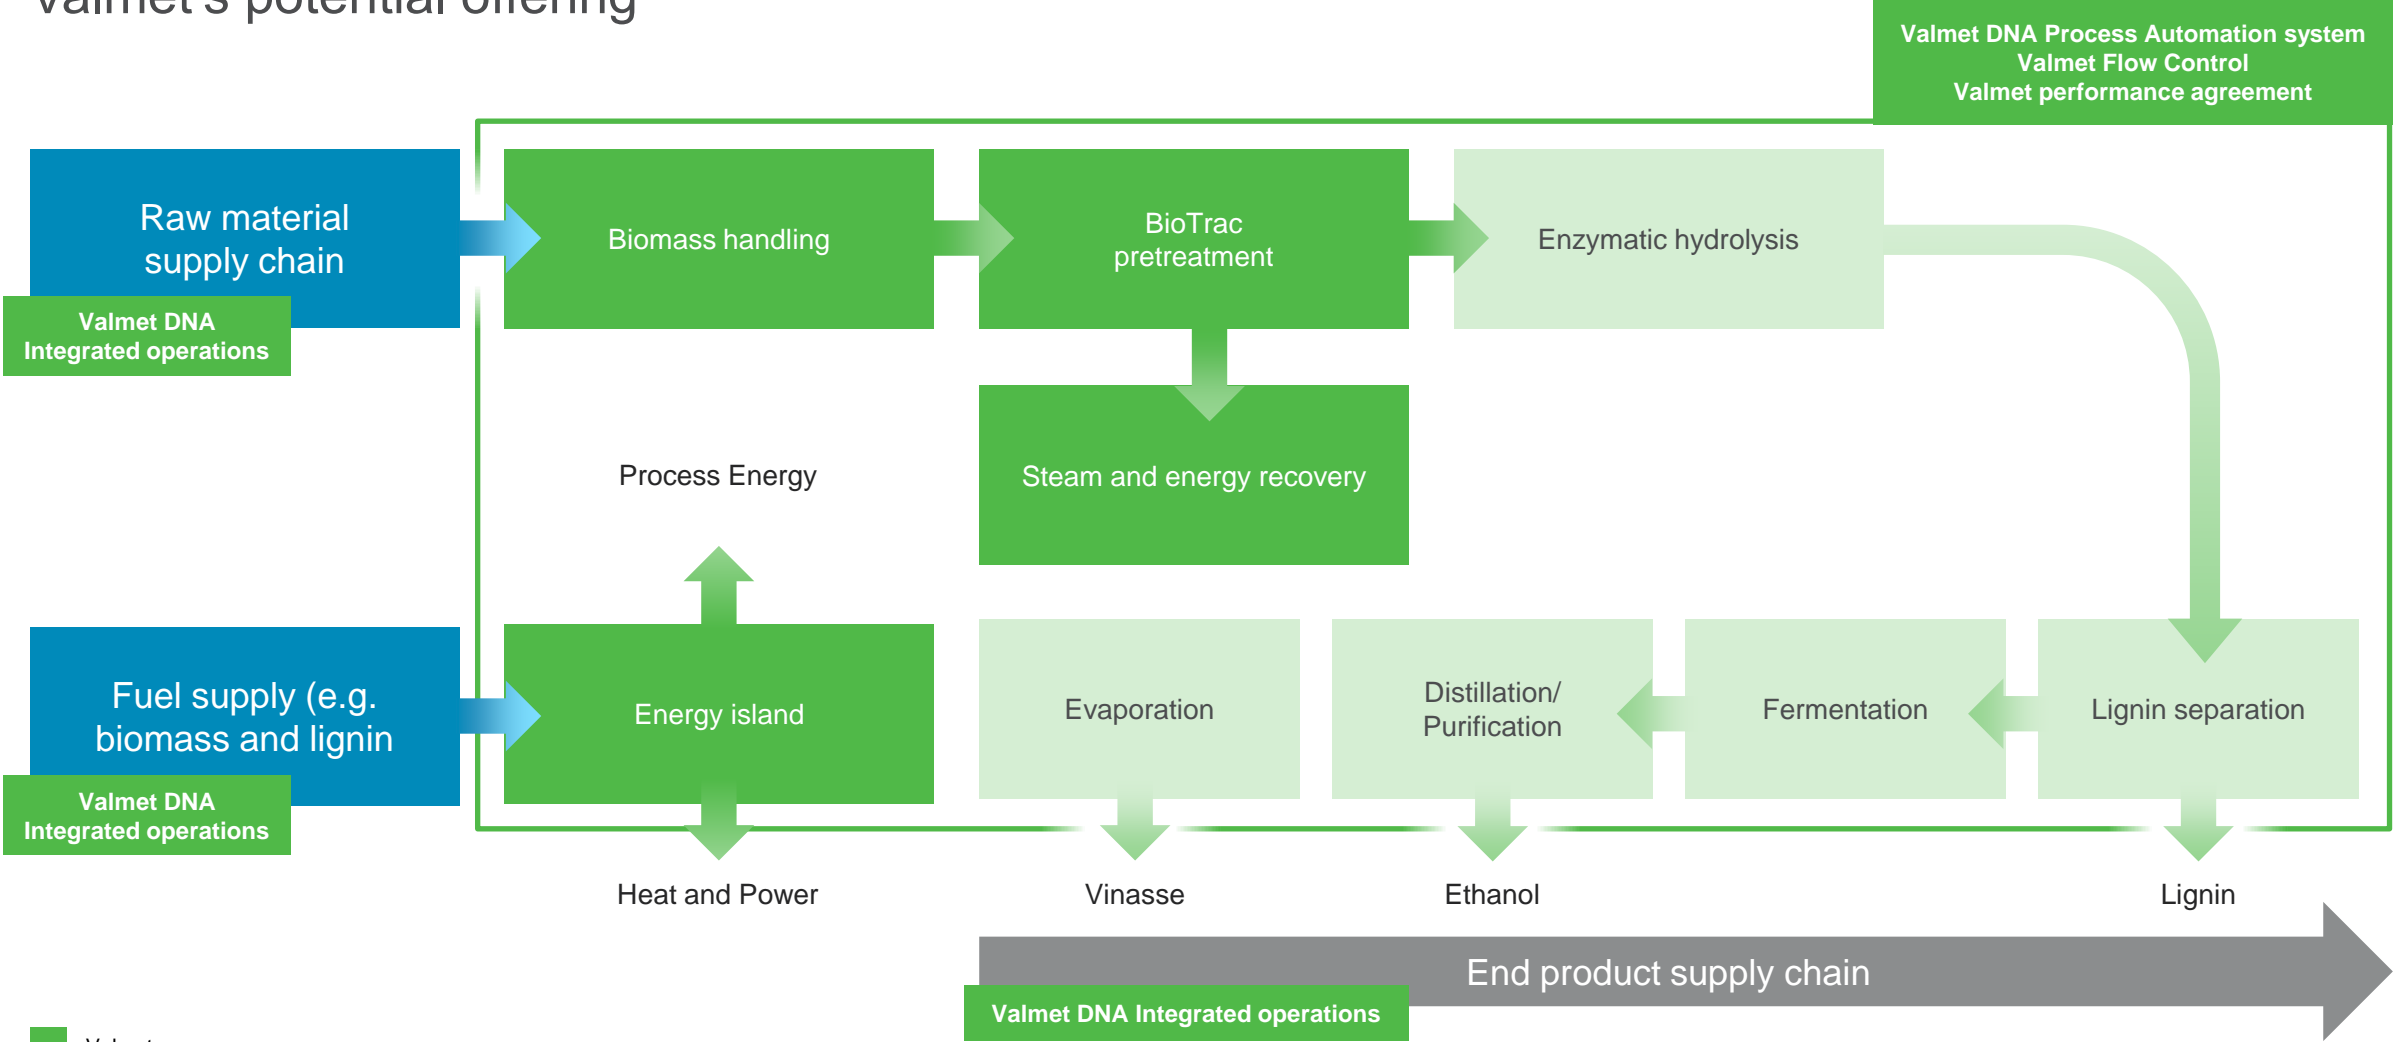 Valmet's potential offering
Valmet DNA Process Automation system
Valmet Flow Control
Valmet performance agreement
Raw material
supply chain
Valmet DNA
Integrated operations
Biomass handling
BioTrac
pretreatment
Enzymatic hydrolysis
Process Energy
Steam and energy recovery
Fuel supply (e.g.
biomass and lignin
Valmet DNA
Integrated operations
Energy island
Evaporation
Distillation/
Purification
Fermentation
Lignin separation
Heat and Power
Vinasse
Ethanol
Lignin
End product supply chain
Valmet DNA Integrated operations